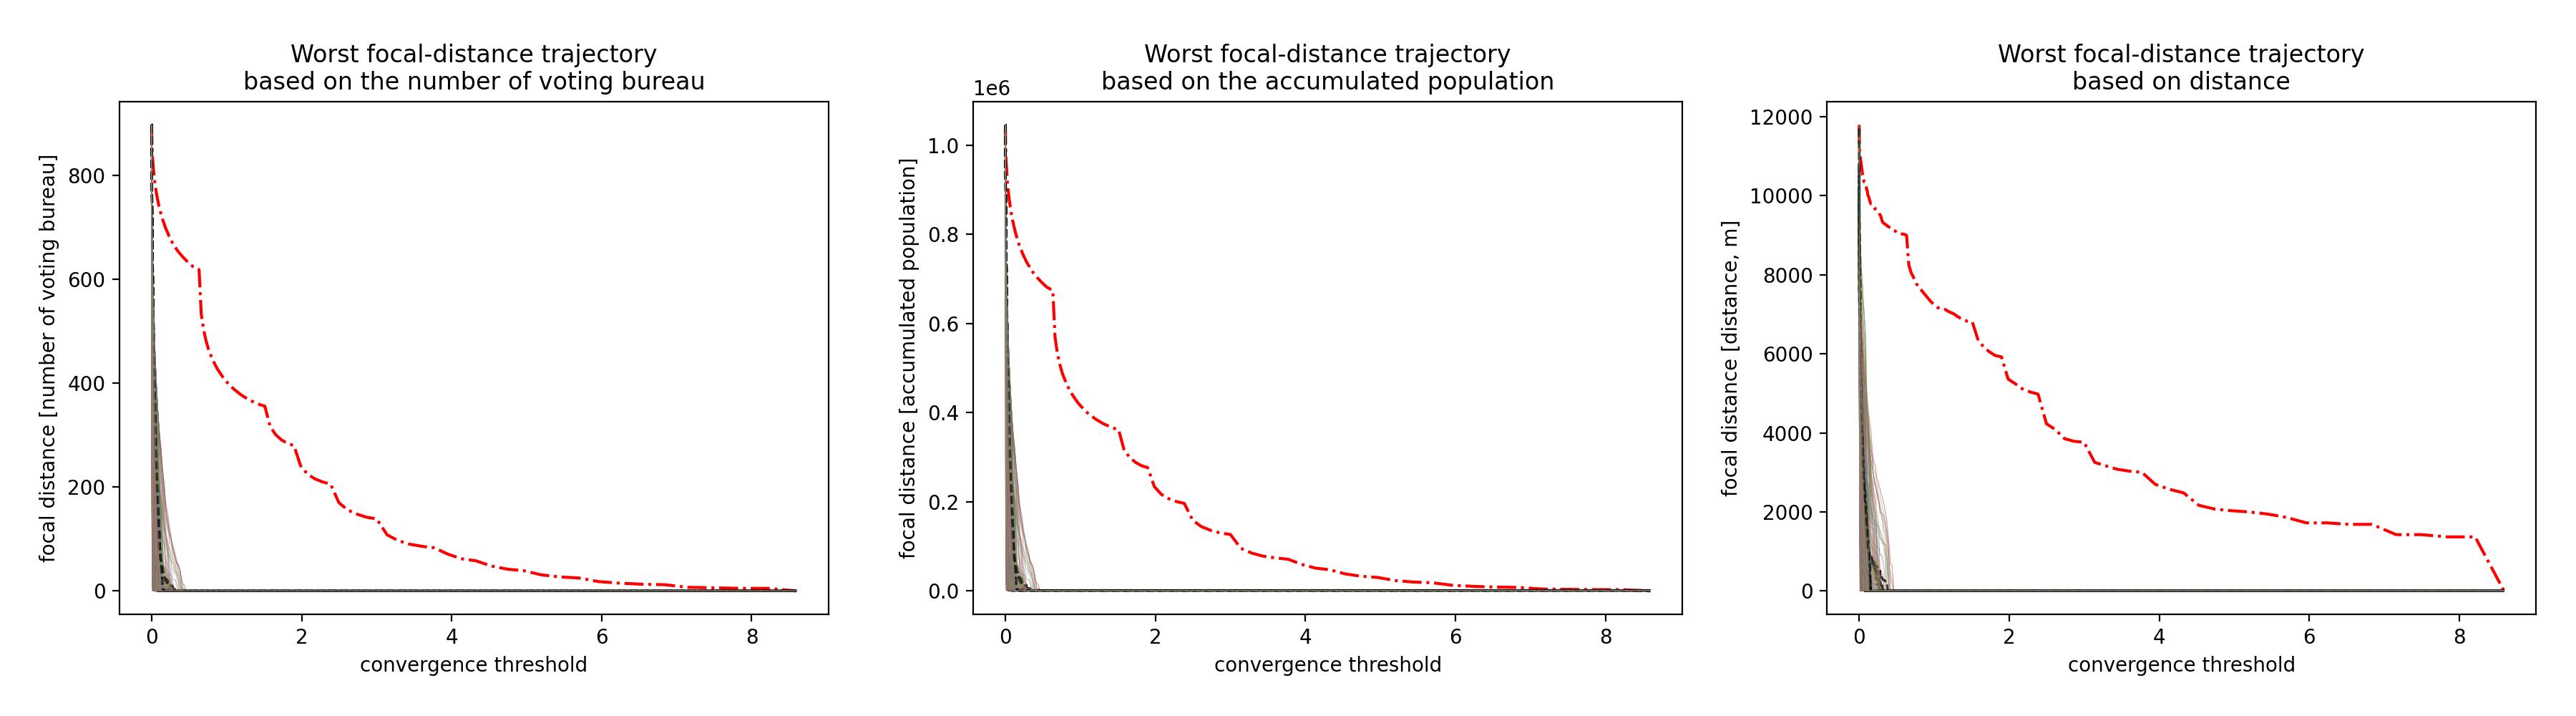 Worst focal-distance trajectory
based on the number of voting bureau
focal distance [number of voting bureau]
800
600
400
200
0
0 2 4 6 8
convergence threshold
Worst focal-distance trajectory
based on the accumulated population
1e6
focal distance [accumulated population]
1.0
0.8
0.6
0.4
0.2
0.0
0 2 4 6 8
convergence threshold
Worst focal-distance trajectory
based on distance
focal distance [distance, m]
12000
10000
8000
6000
4000
2000
0
0 2 4 6 8
convergence threshold